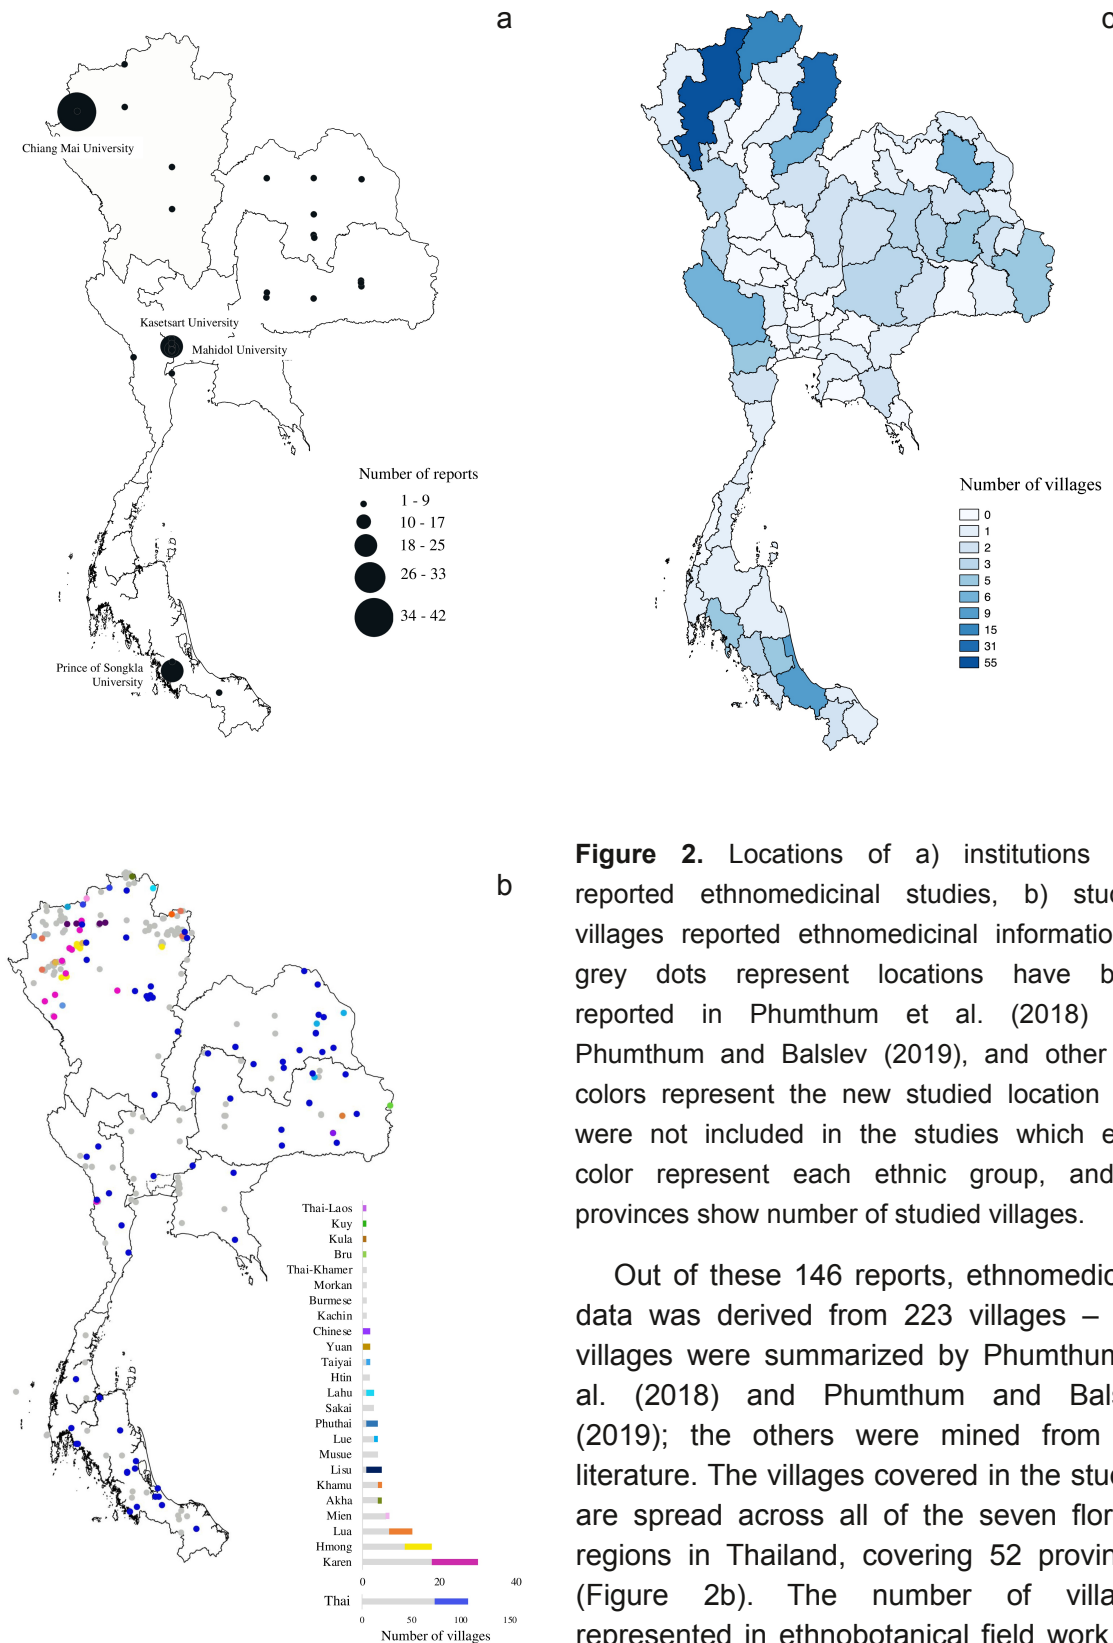 a
Chiang Mai University
Kasetsart University
Mahidol University
Number of reports
1 - 9
10 - 17
18 - 25
26 - 33
34 - 42
Prince of Songkla
University
c
Number of villages
0
1
2
3
5
6
9
15
31
55
b
Thai-Laos
Kuy
Kula
Bru
Thai-Khamer
Morkan
Burmese
Kachin
Chinese
Yuan
Taiyai
Htin
Lahu
Sakai
Phuthai
Lue
Musue
Lisu
Khamu
Akha
Mien
Lua
Hmong
Karen
0 20 40
Thai
0 50 100 150
Number of villages
Figure 2. Locations of a) institutions
reported ethnomedicinal studies, b) stud
villages reported ethnomedicinal informatio
grey dots represent locations have b
reported in Phumthum et al. (2018)
Phumthum and Balslev (2019), and other
colors represent the new studied location
were not included in the studies which e
color represent each ethnic group, and
provinces show number of studied villages.
Out of these 146 reports, ethnomedic
data was derived from 223 villages –
villages were summarized by Phumthum
al. (2018) and Phumthum and Bals
(2019); the others were mined from
literature. The villages covered in the stud
are spread across all of the seven flor
regions in Thailand, covering 52 provin
(Figure 2b). The number of villa
represented in ethnobotanical field work